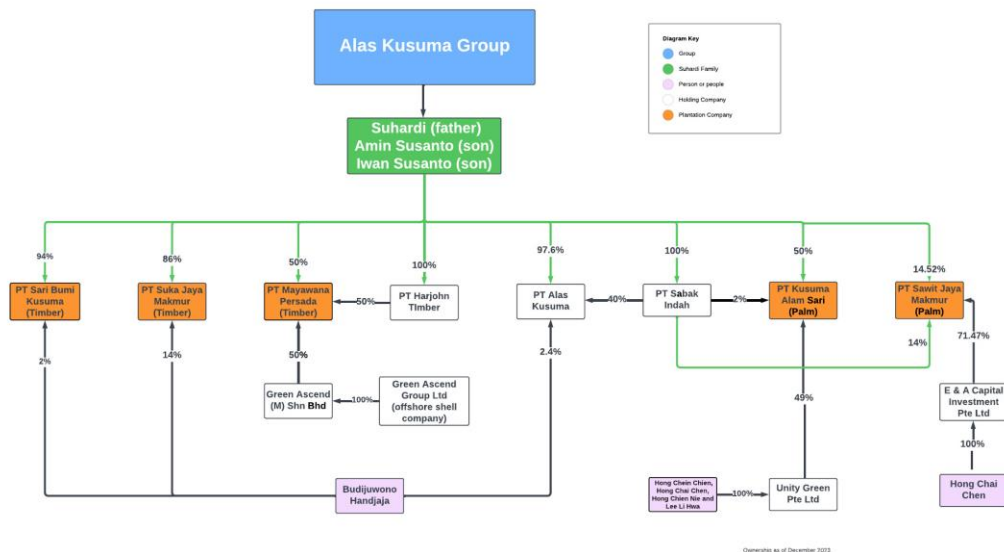 Alas Kusuma Group
Diagram Key
Group
Suhardi Family
Person or people
Holding Company
Plantation Company
Suhardi (father)
Amin Susanto (son)
Iwan Susanto (son)
94%
86%
50%
100%
97.6%
100%
50%
14.52%
PT Sari Bumi
Kusuma
(Timber)
PT Suka Jaya
Makmur
(Timber)
PT Mayawana
Persada
(Timber)
50%
PT Harjohn
TImber
PT Alas
Kusuma
40%
PT Sabak
Indah
2%
PT Kusuma
Alam Sari
(Palm)
PT Sawit Jaya
Makmur
(Palm)
2%
14%
50%
2.4%
14%
71.47%
Green Ascend
(M) Shn Bhd
100%
Green Ascend
Group Ltd
(offshore shell
company)
49%
E & A Capital
Investment
Pte Ltd
100%
Budijuwono
Handjaja
Hong Chein Chien,
Hong Chai Chen,
Hong Chien Nie and
Lee Li Hwa
100%
Unity Green
Pte Ltd
Hong Chai
Chen
Ownership as of December 2023